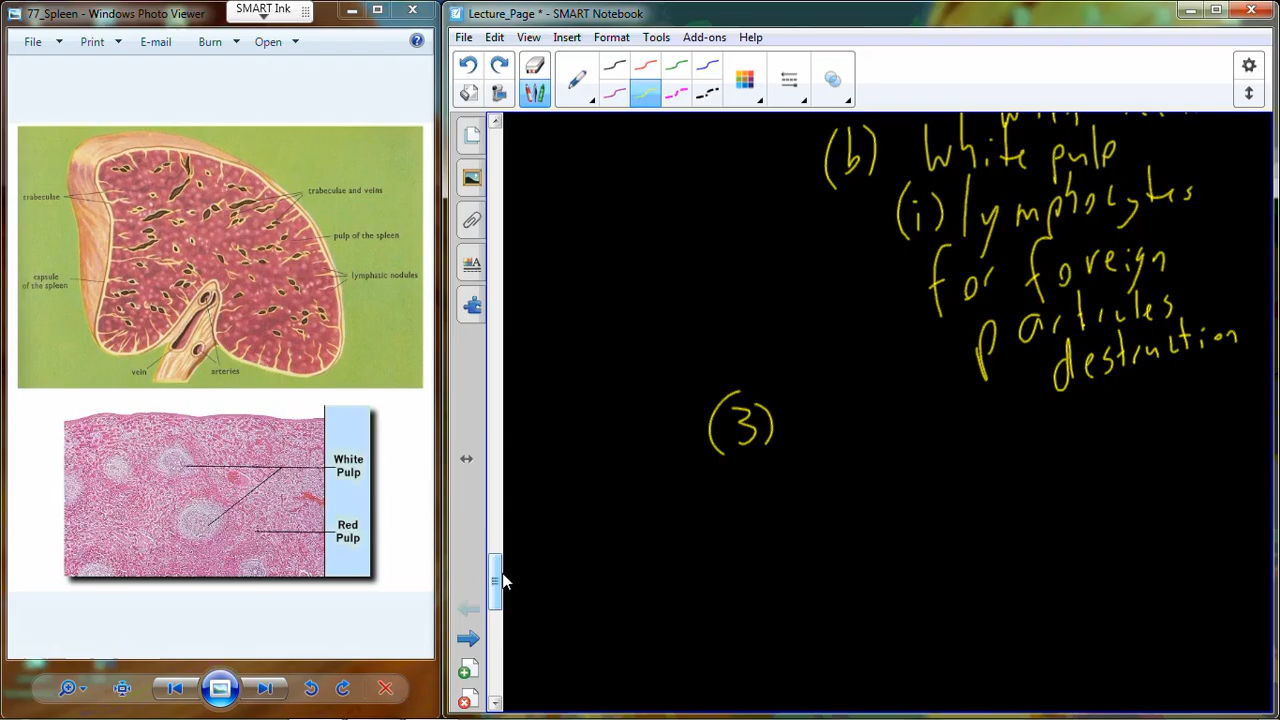 77_Spleen - Windows Photo Viewer
SMART Ink
File Print E-mail Burn Open
trabeculae
trabeculae and veins
pulp of the spleen
lymphatic nodules
capsule
of the spleen
vein
arteries
White
Pulp
Red
Pulp
Lecture_Page * - SMART Notebook
File Edit View Insert Format Tools Add-ons Help
(b) White pulp
(i) lymphocytes
for foreign
particles
destruction
(3)